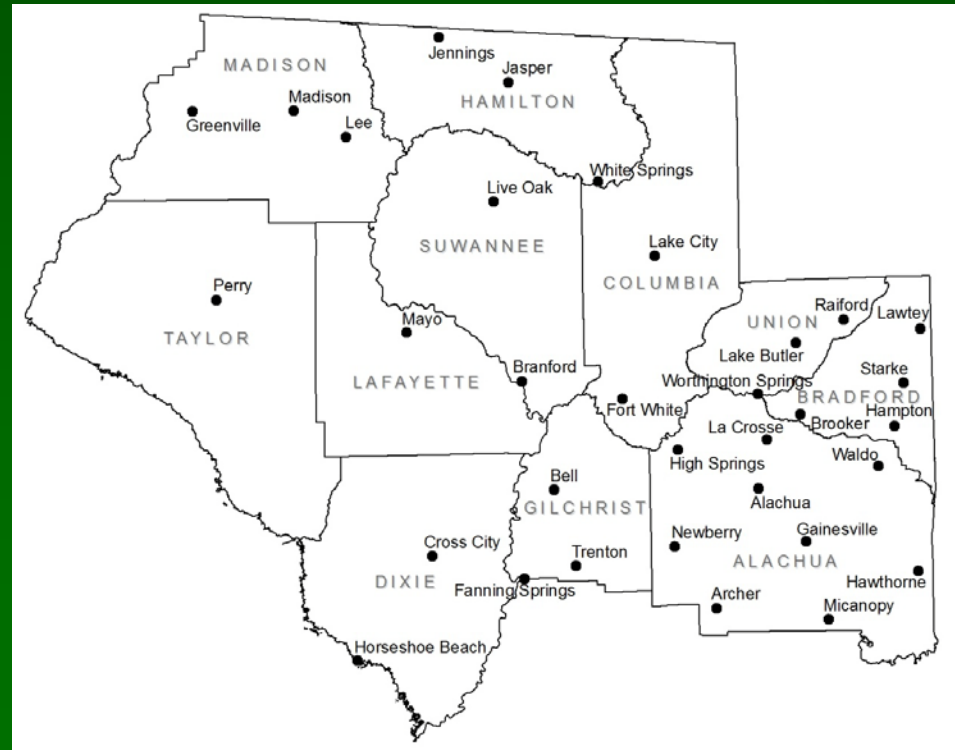 Jennings
MADISON
Jasper
Madison
HAMILTON
Greenville
Lee
White Springs
Live Oak
SUWANNEE
Lake City
COLUMBIA
Perry
Raiford
Lawtey
Mayo
UNION
TAYLOR
Lake Butler
Branford
Starke
LAFAYETTE
Worthington Springs
BRADFORD
Fort White
Hampton
La Crosse
Brooker
Waldo
High Springs
Bell
Alachua
GILCHRIST
Newberry
Gainesville
Cross City
Trenton
ALACHUA
DIXIE
Fanning Springs
Hawthorne
Archer
Micanopy
Horseshoe Beach